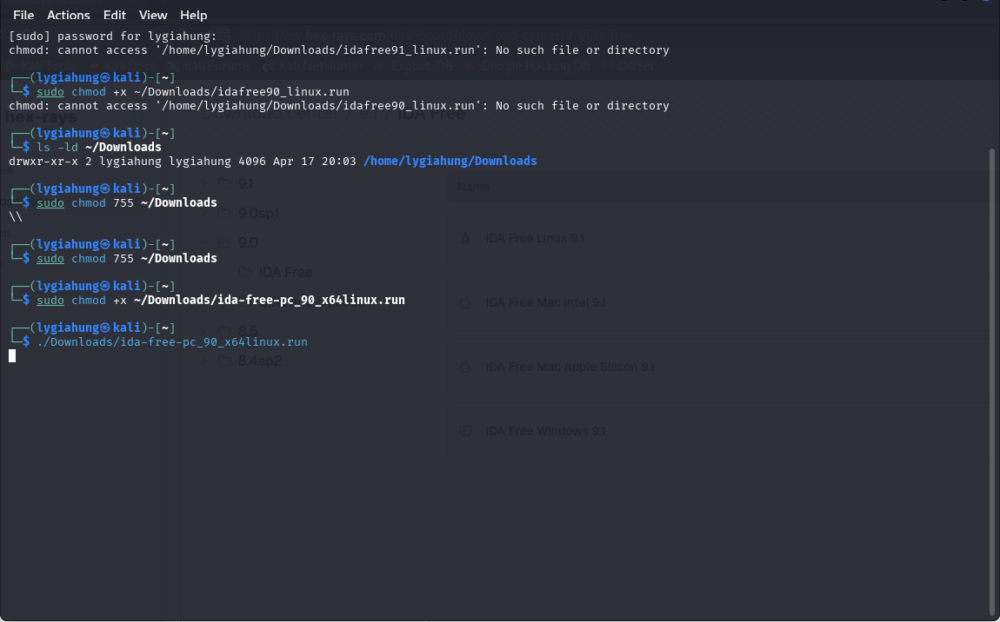 File Actions Edit View Help
[sudo] password for lygiahung:
chmod: cannot access '/home/lygiahung/Downloads/idafree91_linux.run': No such file or directory
Kali Tools Kali Docs Kali Forums Kali NetHunter Exploit-DB Google Hacking DB OffSec
┌──(lygiahung㉿kali)-[~]
└─$ sudo chmod +x ~/Downloads/idafree90_linux.run
chmod: cannot access '/home/lygiahung/Downloads/idafree90_linux.run': No such file or directory
hex-rays
Download center / 9.1 / IDA Free
┌──(lygiahung㉿kali)-[~]
└─$ ls -ld ~/Downloads
drwxr-xr-x 2 lygiahung lygiahung 4096 Apr 17 20:03 /home/lygiahung/Downloads
┌──(lygiahung㉿kali)-[~]
9.1
Name
└─$ sudo chmod 755 ~/Downloads
\\
9.0sp1
┌──(lygiahung㉿kali)-[~]
9.0
IDA Free Linux 9.1
└─$ sudo chmod 755 ~/Downloads
IDA Free
┌──(lygiahung㉿kali)-[~]
└─$ sudo chmod +x ~/Downloads/ida-free-pc_90_x64linux.run
IDA Free Mac Intel 9.1
┌──(lygiahung㉿kali)-[~]
8.5
└─$ ./Downloads/ida-free-pc_90_x64linux.run
8.4sp2
IDA Free Mac Apple Silicon 9.1
IDA Free Windows 9.1